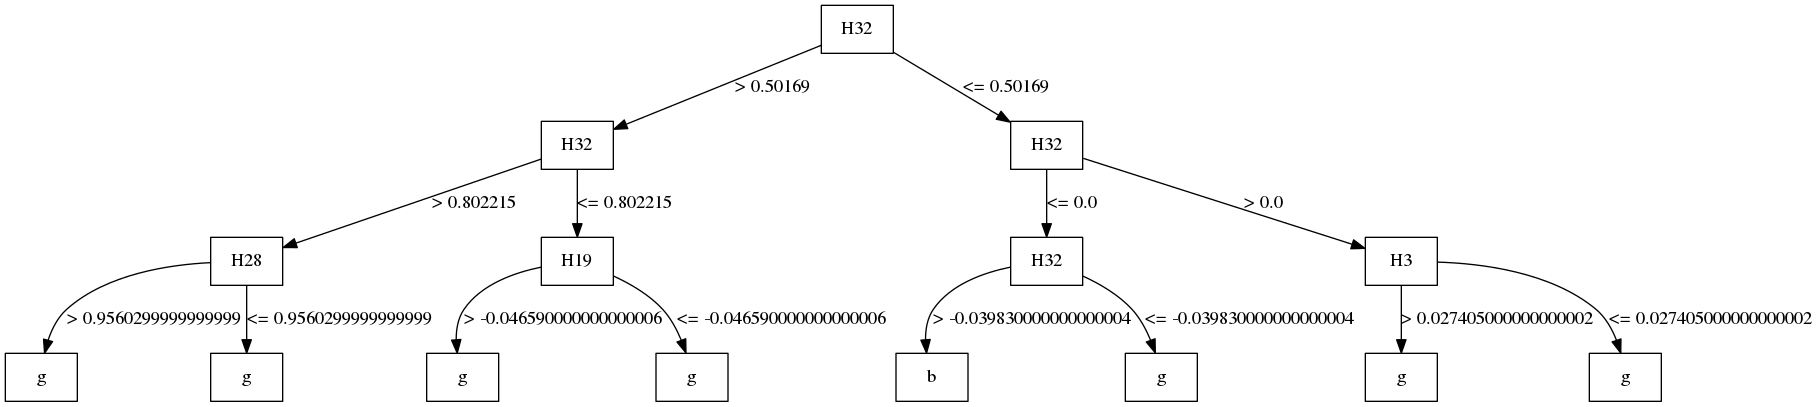 H32
> 0.50169
<= 0.50169
H32
H32
> 0.802215
<= 0.802215
<= 0.0
> 0.0
H28
H19
H32
H3
> 0.9560299999999999
<= 0.9560299999999999
> -0.046590000000000006
<= -0.046590000000000006
> -0.039830000000000004
<= -0.039830000000000004
> 0.027405000000000002
<= 0.027405000000000002
g
g
g
g
b
g
g
g